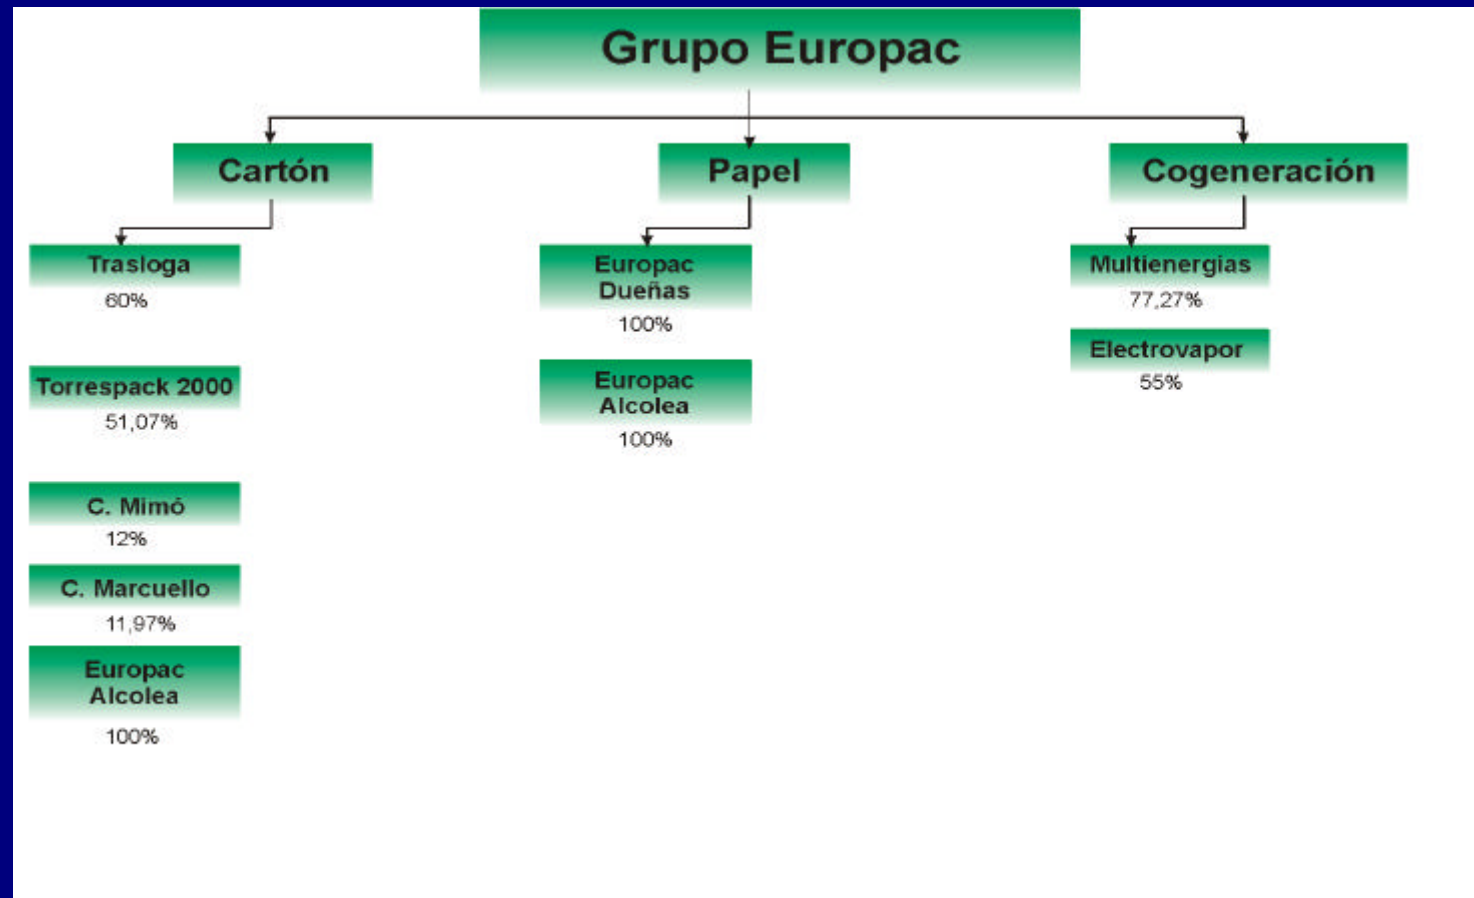 Grupo Europac
Cartón
Papel
Cogeneración
Trasloga
60%
Torrespack 2000
51,07%
C. Mimó
12%
C. Marcuello
11,97%
Europac
Alcolea
100%
Europac
Dueñas
100%
Europac
Alcolea
100%
Multienergias
77,27%
Electrovapor
55%